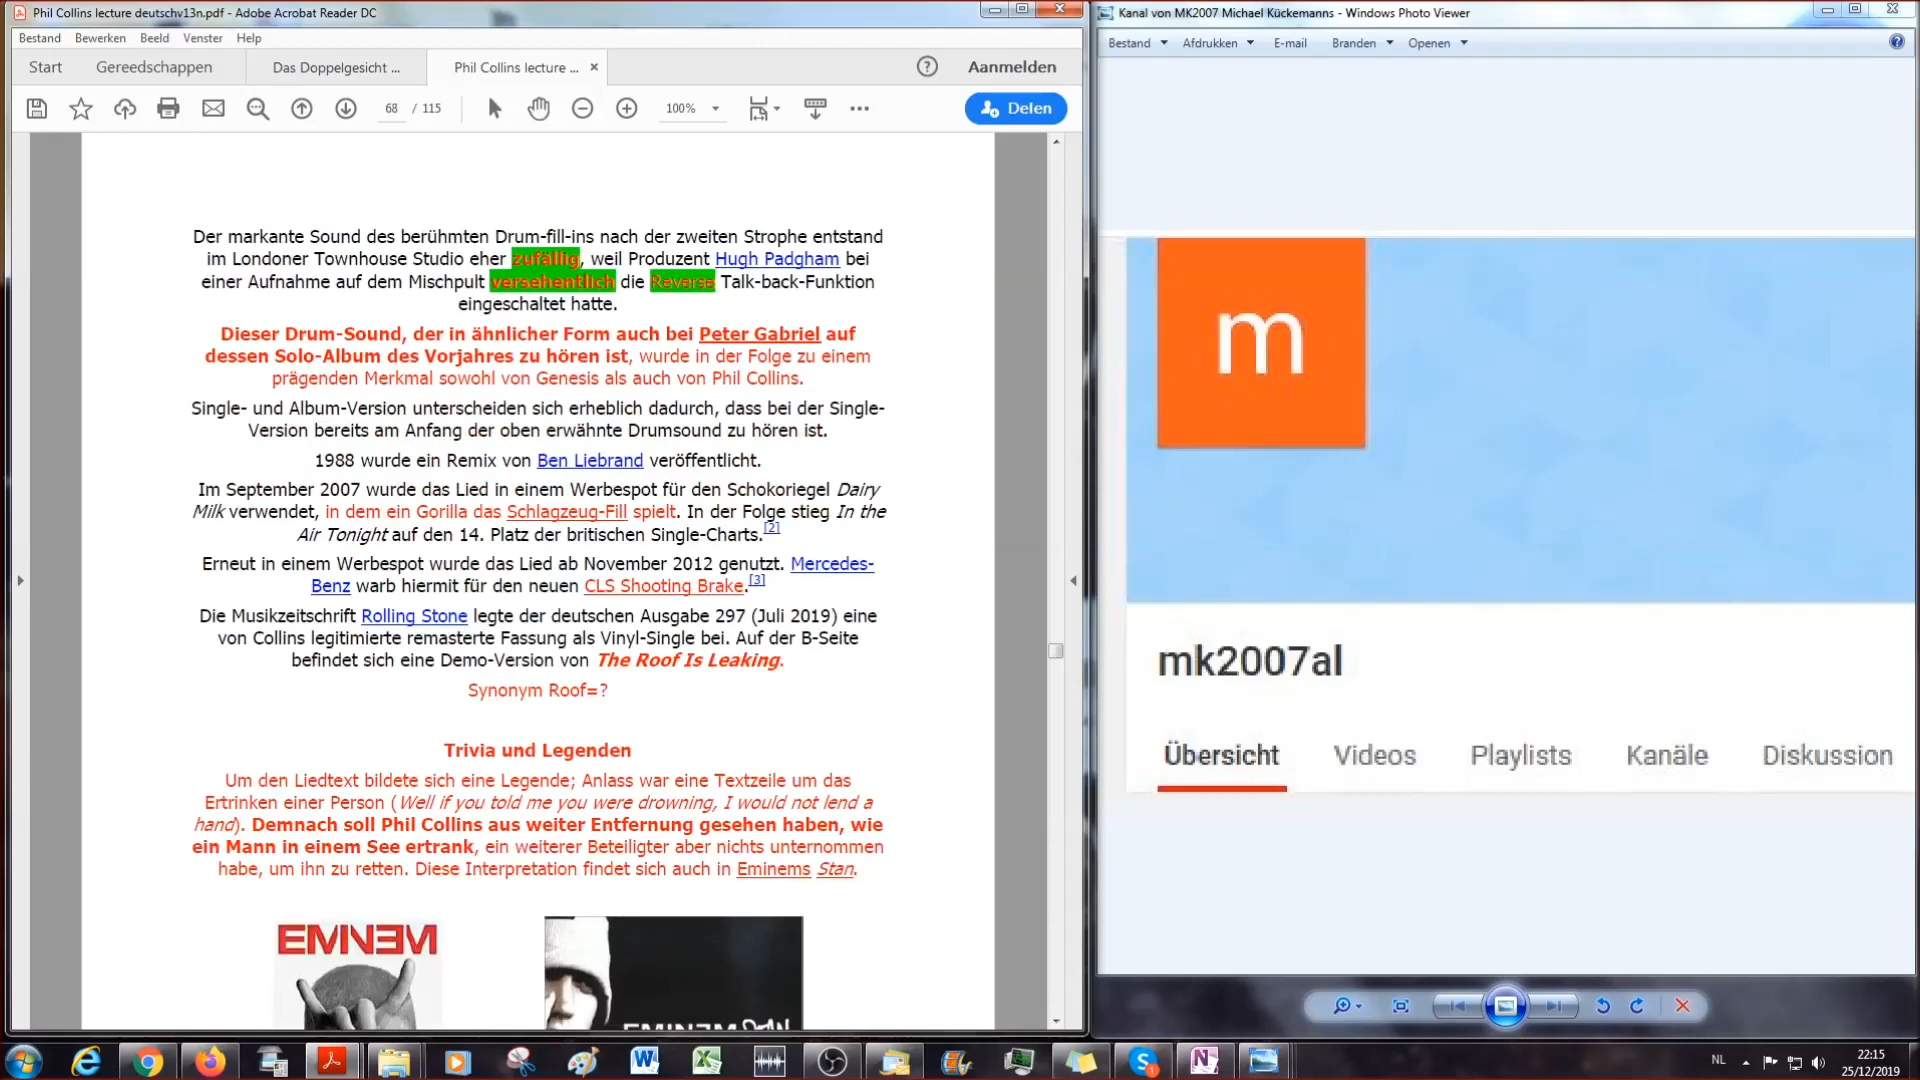 Phil Collins lecture deutschv13n.pdf - Adobe Acrobat Reader DC
Bestand Bewerken Beeld Venster Help
Start Gereedschappen Das Doppelgesicht ... Phil Collins lecture ... Aanmelden
68 / 115 100% Delen
Der markante Sound des berühmten Drum-fill-ins nach der zweiten Strophe entstand
im Londoner Townhouse Studio eher zufällig, weil Produzent Hugh Padgham bei
einer Aufnahme auf dem Mischpult versehentlich die Reverse Talk-back-Funktion
eingeschaltet hatte.
Dieser Drum-Sound, der in ähnlicher Form auch bei Peter Gabriel auf
dessen Solo-Album des Vorjahres zu hören ist, wurde in der Folge zu einem
prägenden Merkmal sowohl von Genesis als auch von Phil Collins.
Single- und Album-Version unterscheiden sich erheblich dadurch, dass bei der Single-
Version bereits am Anfang der oben erwähnte Drumsound zu hören ist.
1988 wurde ein Remix von Ben Liebrand veröffentlicht.
Im September 2007 wurde das Lied in einem Werbespot für den Schokoriegel Dairy
Milk verwendet, in dem ein Gorilla das Schlagzeug-Fill spielt. In der Folge stieg In the
Air Tonight auf den 14. Platz der britischen Single-Charts.[2]
Erneut in einem Werbespot wurde das Lied ab November 2012 genutzt. Mercedes-
Benz warb hiermit für den neuen CLS Shooting Brake.[3]
Die Musikzeitschrift Rolling Stone legte der deutschen Ausgabe 297 (Juli 2019) eine
von Collins legitimierte remasterte Fassung als Vinyl-Single bei. Auf der B-Seite
befindet sich eine Demo-Version von The Roof Is Leaking.
Synonym Roof=?
Trivia und Legenden
Um den Liedtext bildete sich eine Legende; Anlass war eine Textzeile um das
Ertrinken einer Person (Well if you told me you were drowning, I would not lend a
hand). Demnach soll Phil Collins aus weiter Entfernung gesehen haben, wie
ein Mann in einem See ertrank, ein weiterer Beteiligter aber nichts unternommen
habe, um ihn zu retten. Diese Interpretation findet sich auch in Eminems Stan.
EMINEM
EMINEM STAN
Kanal von MK2007 Michael Kückemanns - Windows Photo Viewer
Bestand Afdrukken E-mail Branden Openen
m
mk2007al
Übersicht Videos Playlists Kanäle Diskussion
NL 22:15
25/12/2019